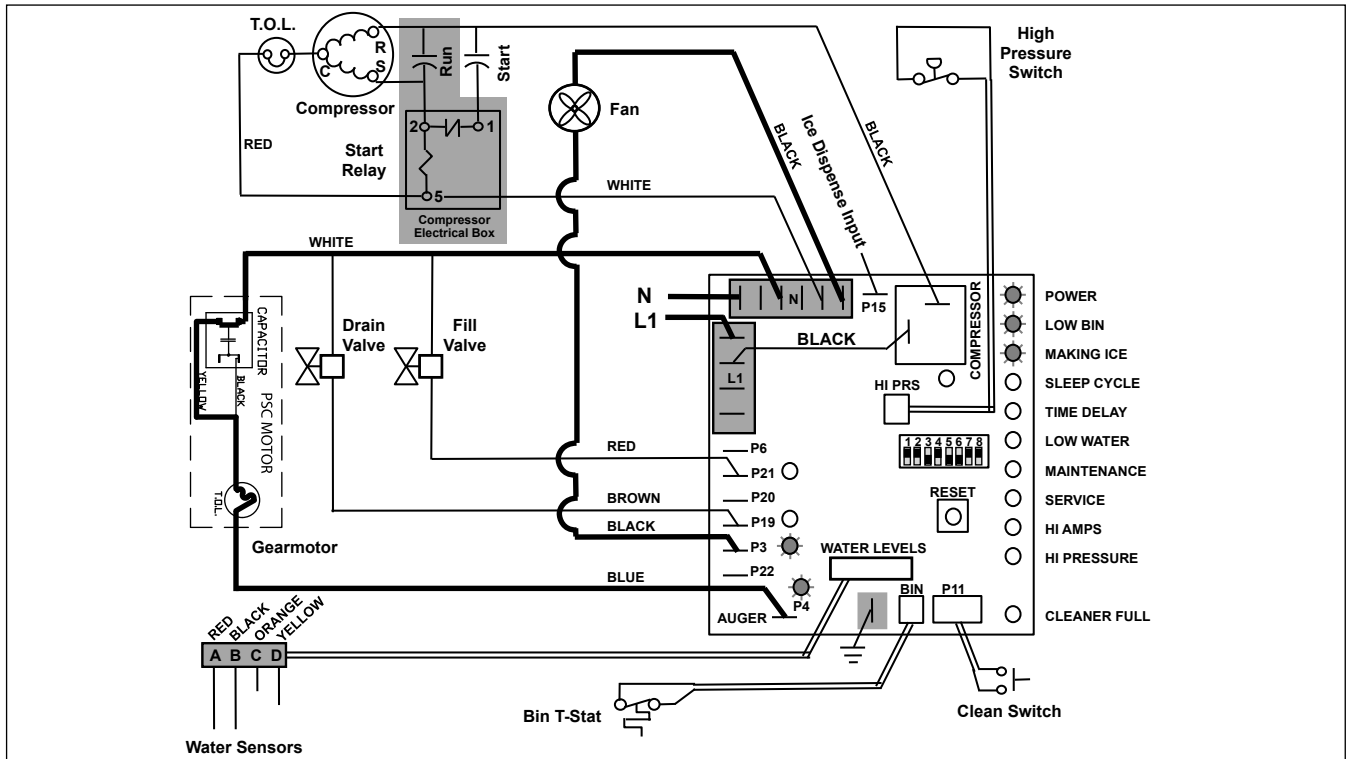 T.O.L.
R
S
C
Compressor
Run
Start
RED
2
1
Start
Relay
5
Compressor
Electrical Box
Fan
WHITE
BLACK
Ice Dispense Input
BLACK
High
Pressure
Switch
WHITE
N
L1
N
P15
COMPRESSOR
BLACK
L1
HI PRS
CAPACITOR
YELLOW
BLACK
PSC MOTOR
T.O.L.
Gearmotor
Drain
Valve
Fill
Valve
RED
BROWN
BLACK
BLUE
P6
P21
P20
P19
P3
P22
P4
AUGER
1 2 3 4 5 6 7 8
RESET
WATER LEVELS
BIN
P11
POWER
LOW BIN
MAKING ICE
SLEEP CYCLE
TIME DELAY
LOW WATER
MAINTENANCE
SERVICE
HI AMPS
HI PRESSURE
CLEANER FULL
RED
BLACK
ORANGE
YELLOW
A B C D
Water Sensors
Bin T-Stat
Clean Switch